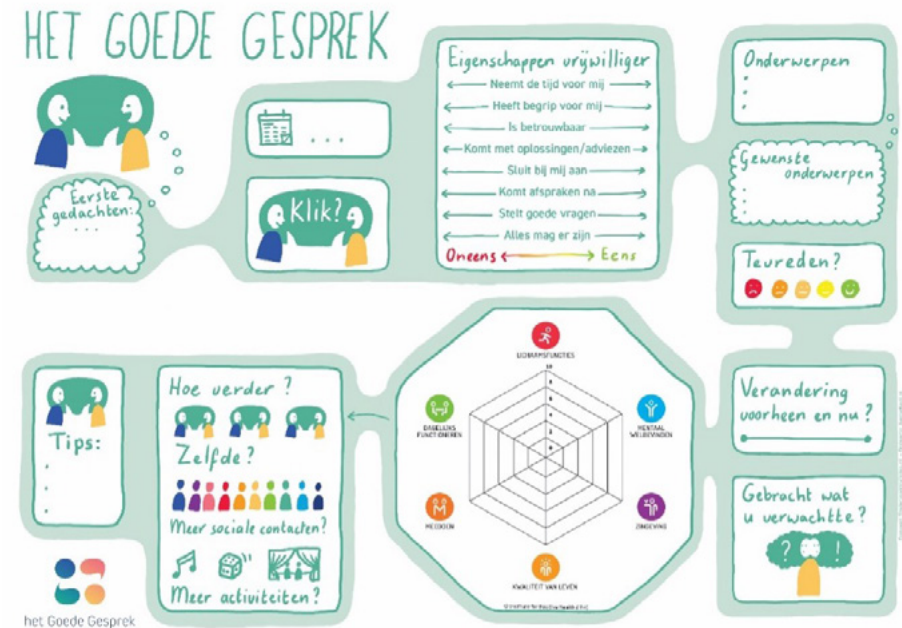 HET GOEDE GESPREK
Eerste
gedachten:
...
...
Klik?
Eigenschappen vrijwilliger
Neemt de tijd voor mij
Heeft begrip voor mij
Is betrouwbaar
Komt met oplossingen/adviezen
Sluit bij mij aan
Komt afspraken na
Stelt goede vragen
Alles mag er zijn
Oneens
Eens
Onderwerpen
Gewenste
onderwerpen
Tevreden?
Verandering
voorheen en nu?
Gebracht wat
u verwachtte?
? !
LICHAAMSFUNCTIES
MENTAAL
WELBEVINDEN
ZINGEVING
KWALITEIT VAN LEVEN
MEEDOEN
DAGELIJKS
FUNCTIONEREN
10
Hoe verder?
Zelfde?
Meer sociale contacten?
Meer activiteiten?
Tips:
het Goede Gesprek